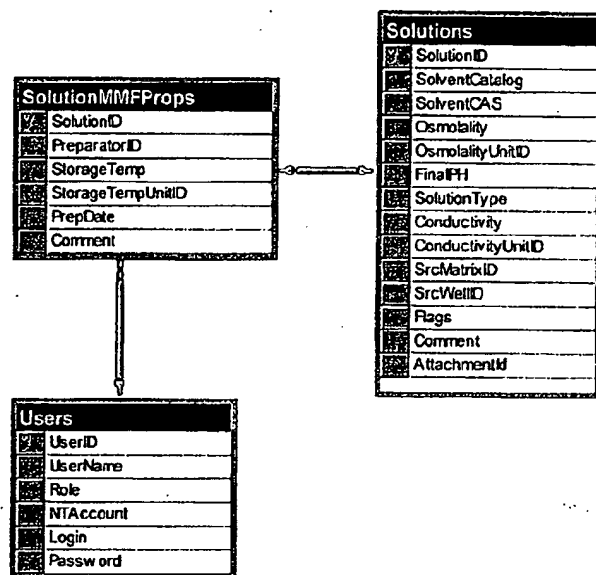 Solutions
SolutionID
SolventCatalog
SolventCAS
Osmolality
OsmolalityUnitID
FinalPH
SolutionType
Conductivity
ConductivityUnitID
SrcMatrixID
SrcWellID
Flags
Comment
AttachmentId
SolutionMMFProps
SolutionID
PreparatorID
StorageTemp
StorageTempUnitID
PrepDate
Comment
Users
UserID
UserName
Role
NTAccount
Login
Password